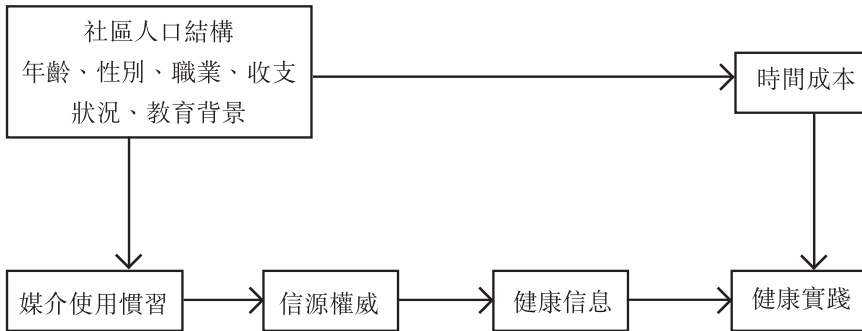 社區人口結構
年齡、性別、職業、收支
狀況、教育背景
時間成本
媒介使用慣習
信源權威
健康信息
健康實踐